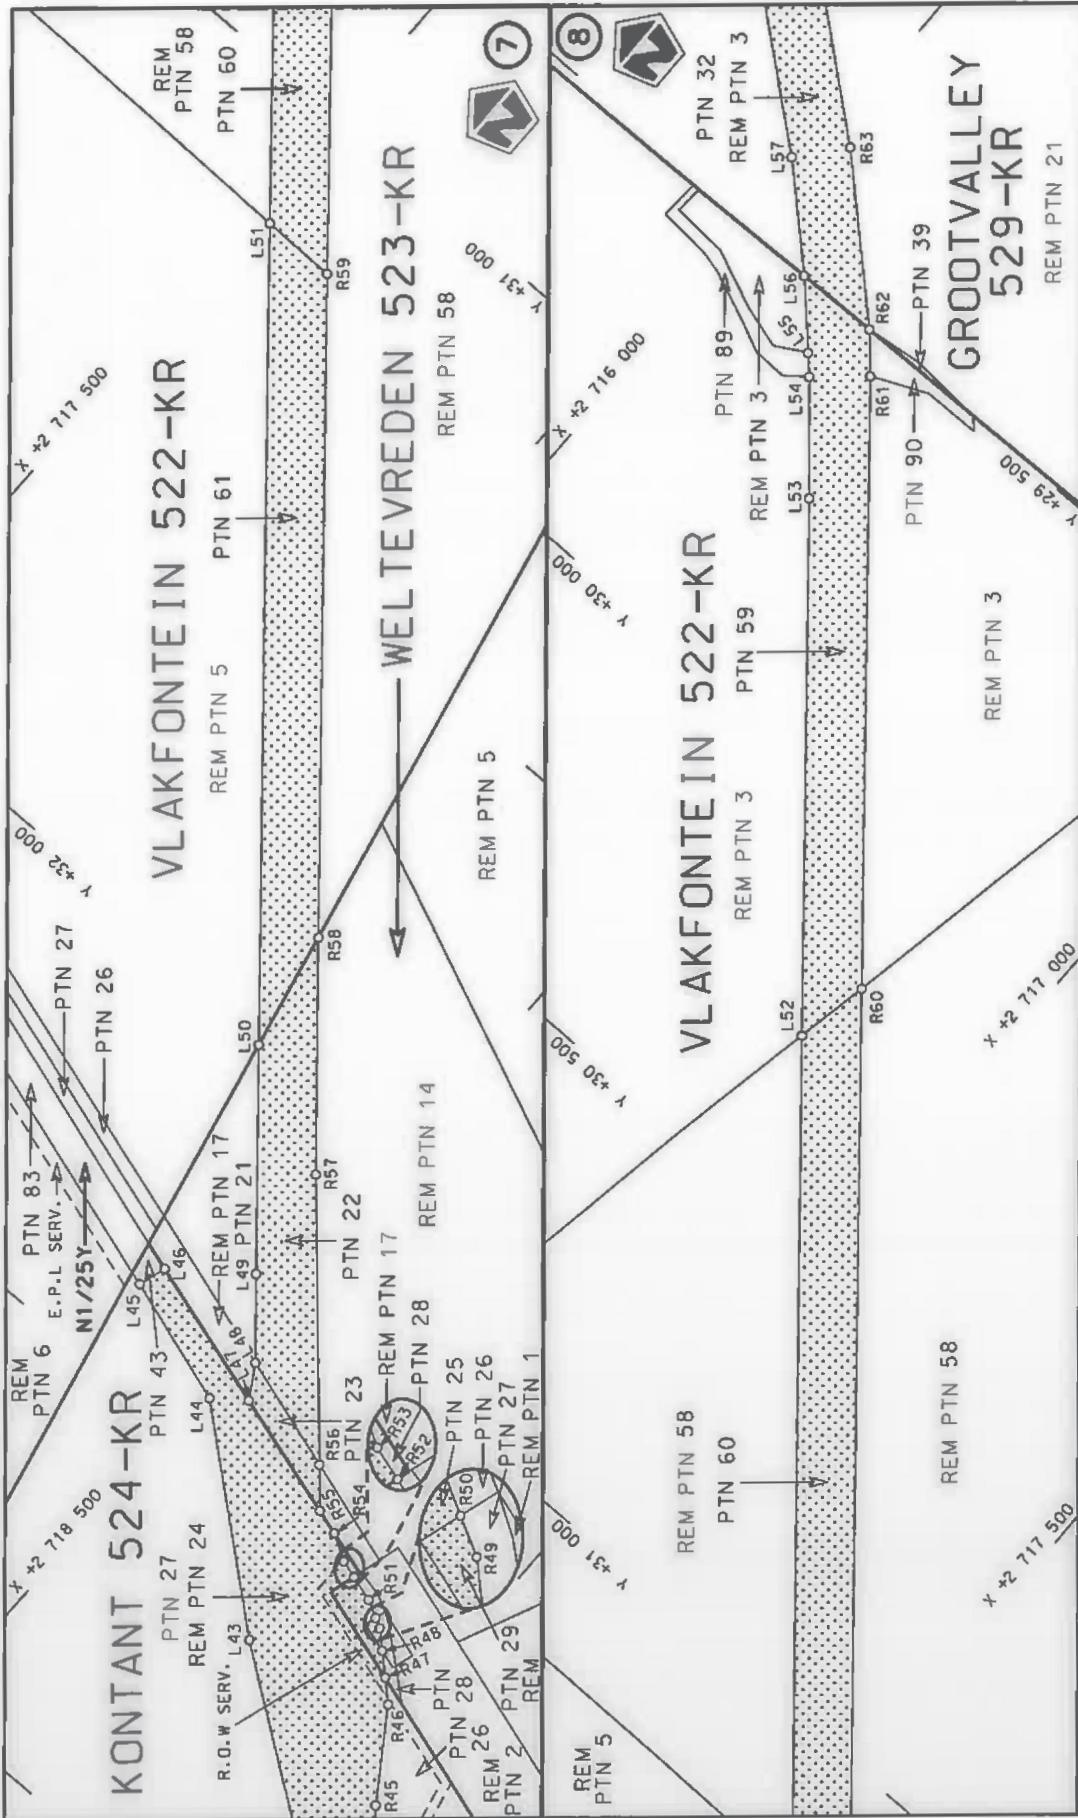 7
REM
PTN 58
PTN 60
L51
R59
VLAKFONTEIN 522-KR
REM PTN 5
PTN 61
X +2 717 500
Y +32 000
WELTEVREDEN 523-KR
REM PTN 58
Y +31 000
REM PTN 5
R58
L50
PTN 27
PTN 26
PTN 83
E.P.L SERV.
N1/25Y
REM PTN 17
L49
PTN 21
R57
PTN 22
REM PTN 14
L45
L46
REM
PTN 6
PTN 43
L44
L47
L48
R56
PTN 23
REM PTN 17
PTN 28
R53
R52
PTN 25
PTN 26
PTN 27
REM PTN 1
R50
R49
R55
R54
R51
R48
R47
R46
R45
X +2 718 500
KONTANT 524-KR
PTN 27
REM PTN 24
L43
R.O.W SERV.
PTN
28
PTN
26
REM
PTN 2
PTN 29
REM
8
PTN 32
REM PTN 3
L57
R63
L56
L55
L54
L53
PTN 89
REM PTN 3
R62
R61
PTN 39
PTN 90
GROOTVALLEY
529-KR
REM PTN 21
Y +29 500
X +2 716 000
Y +30 000
VLAKFONTEIN 522-KR
REM PTN 3
PTN 59
REM PTN 3
L52
R60
Y +30 500
X +2 717 000
REM PTN 58
PTN 60
REM PTN 58
Y +31 000
X +2 717 500
REM
PTN 5